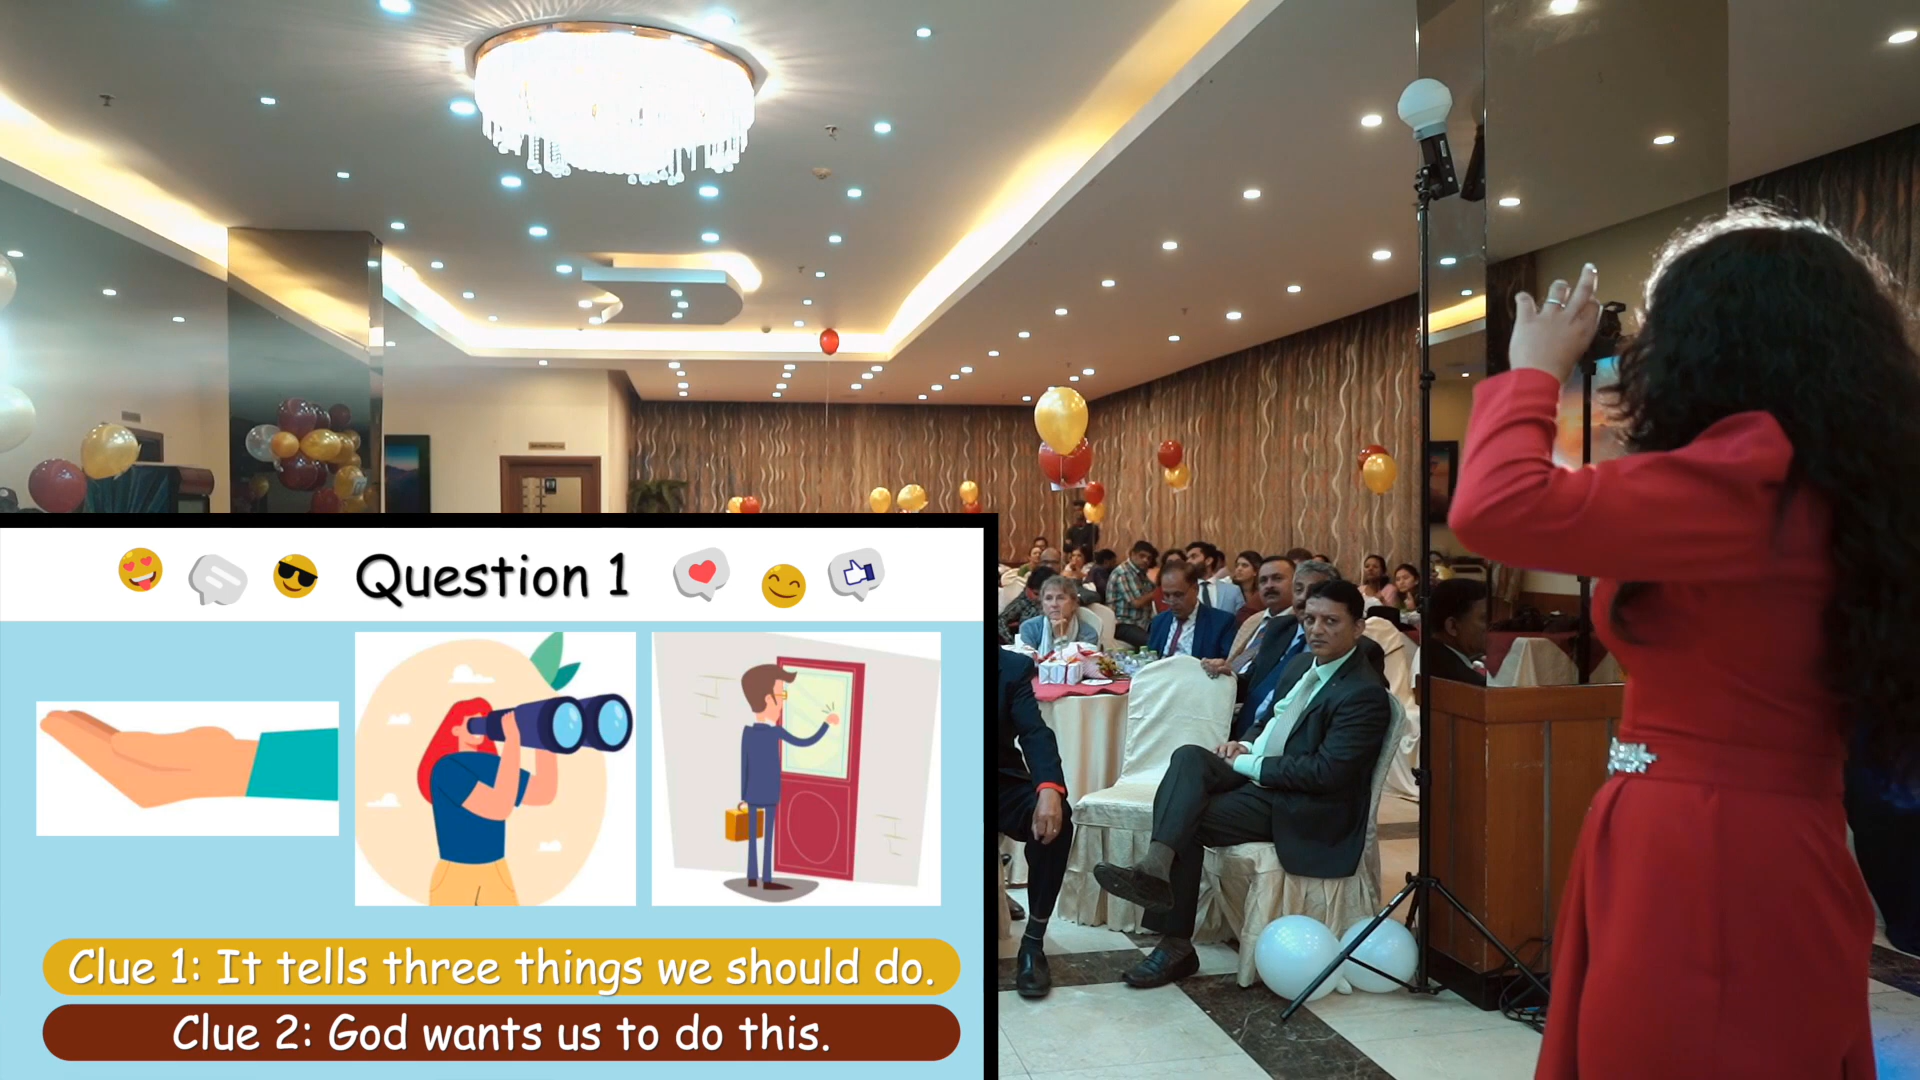 Question 1
Clue 1: It tells three things we should do.
Clue 2: God wants us to do this.